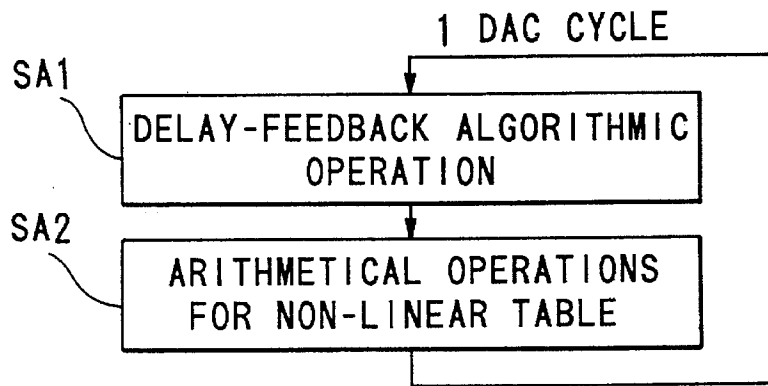 1 DAC CYCLE
SA1
DELAY-FEEDBACK ALGORITHMIC
OPERATION
SA2
ARITHMETICAL OPERATIONS
FOR NON-LINEAR TABLE